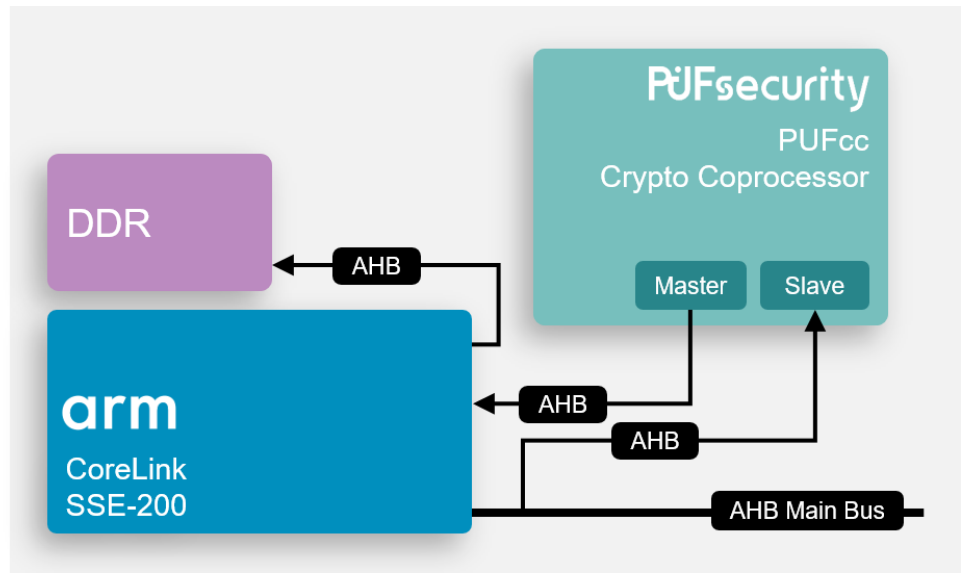 PUFsecurity
PUFcc
Crypto Coprocessor
DDR
AHB
Master
Slave
arm
AHB
AHB
CoreLink
SSE-200
AHB Main Bus